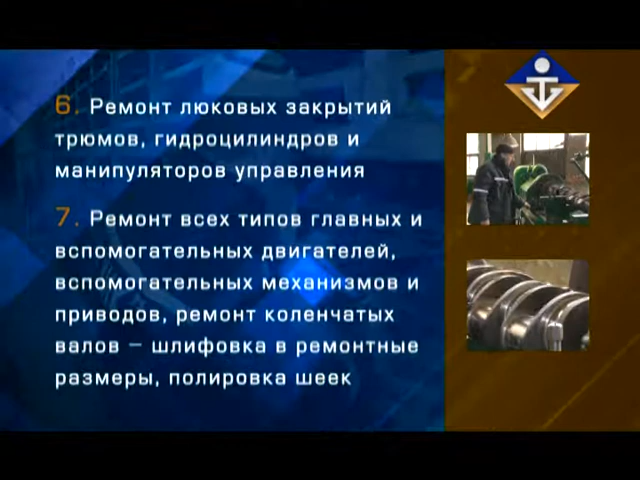 6. Ремонт люковых закрытий
трюмов, гидроцилиндров и
манипуляторов управления
7. Ремонт всех типов главных и
вспомогательных двигателей,
вспомогательных механизмов и
приводов, ремонт коленчатых
валов – шлифовка в ремонтные
размеры, полировка шеек